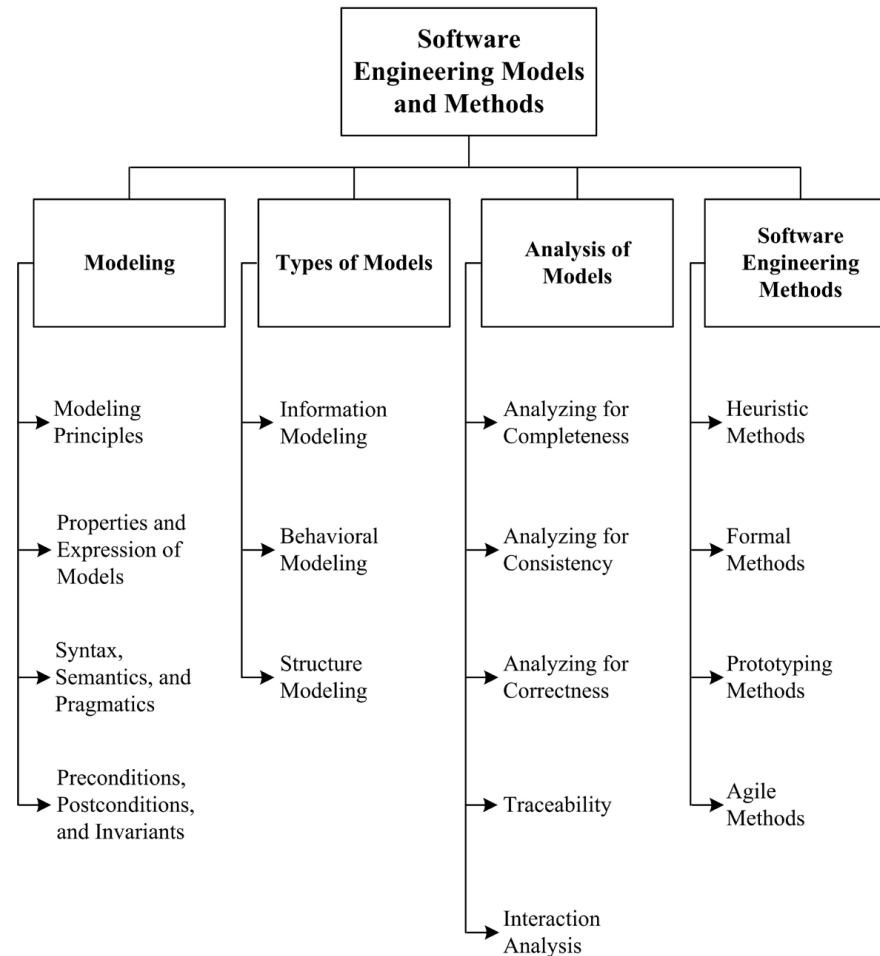 Software
Engineering Models
and Methods
Modeling
Modeling
Principles
Properties and
Expression of
Models
Syntax,
Semantics, and
Pragmatics
Preconditions,
Postconditions,
and Invariants
Types of Models
Information
Modeling
Behavioral
Modeling
Structure
Modeling
Analysis of
Models
Analyzing for
Completeness
Analyzing for
Consistency
Analyzing for
Correctness
Traceability
Interaction
Analysis
Software
Engineering
Methods
Heuristic
Methods
Formal
Methods
Prototyping
Methods
Agile
Methods